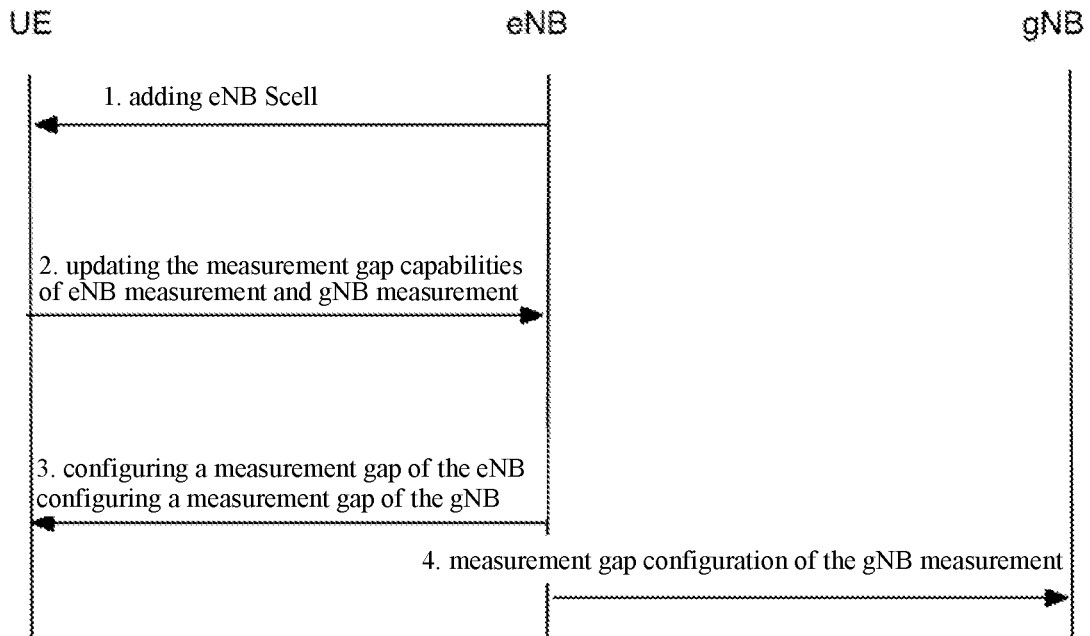 UE eNB gNB
1. adding eNB Scell
2. updating the measurement gap capabilities
of eNB measurement and gNB measurement
3. configuring a measurement gap of the eNB
configuring a measurement gap of the gNB
4. measurement gap configuration of the gNB measurement